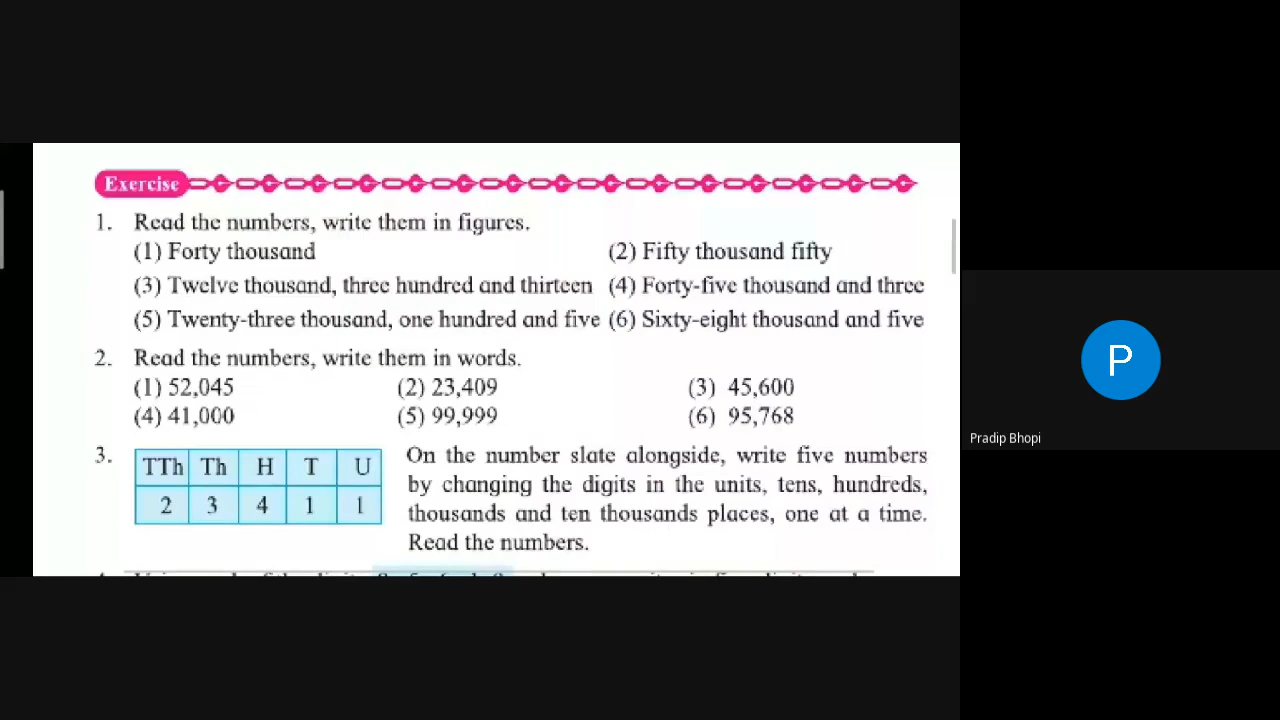 Exercise
1. Read the numbers, write them in figures.
(1) Forty thousand (2) Fifty thousand fifty
(3) Twelve thousand, three hundred and thirteen (4) Forty-five thousand and three
(5) Twenty-three thousand, one hundred and five (6) Sixty-eight thousand and five
2. Read the numbers, write them in words.
(1) 52,045 (2) 23,409 (3) 45,600
(4) 41,000 (5) 99,999 (6) 95,768
3. On the number slate alongside, write five numbers
TTh Th H T U
by changing the digits in the units, tens, hundreds,
2 3 4 1 1
thousands and ten thousands places, one at a time.
Read the numbers.
P
Pradip Bhopi